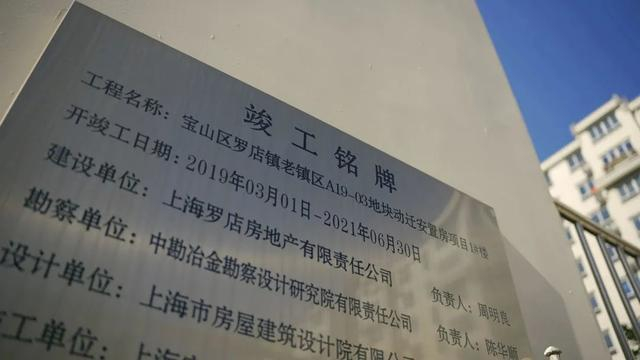 竣工铭牌
工程名称：宝山区罗店镇老镇区A19-03地块动迁安置房项目1#楼
开竣工日期：2019年03月01日-2021年06月30日
建设单位：上海罗店房地产有限责任公司
勘察单位：中勘冶金勘察设计研究院有限责任公司 负责人：周明良
设计单位：上海市房屋建筑设计院有限公司 负责人：陈华顺
工单位：